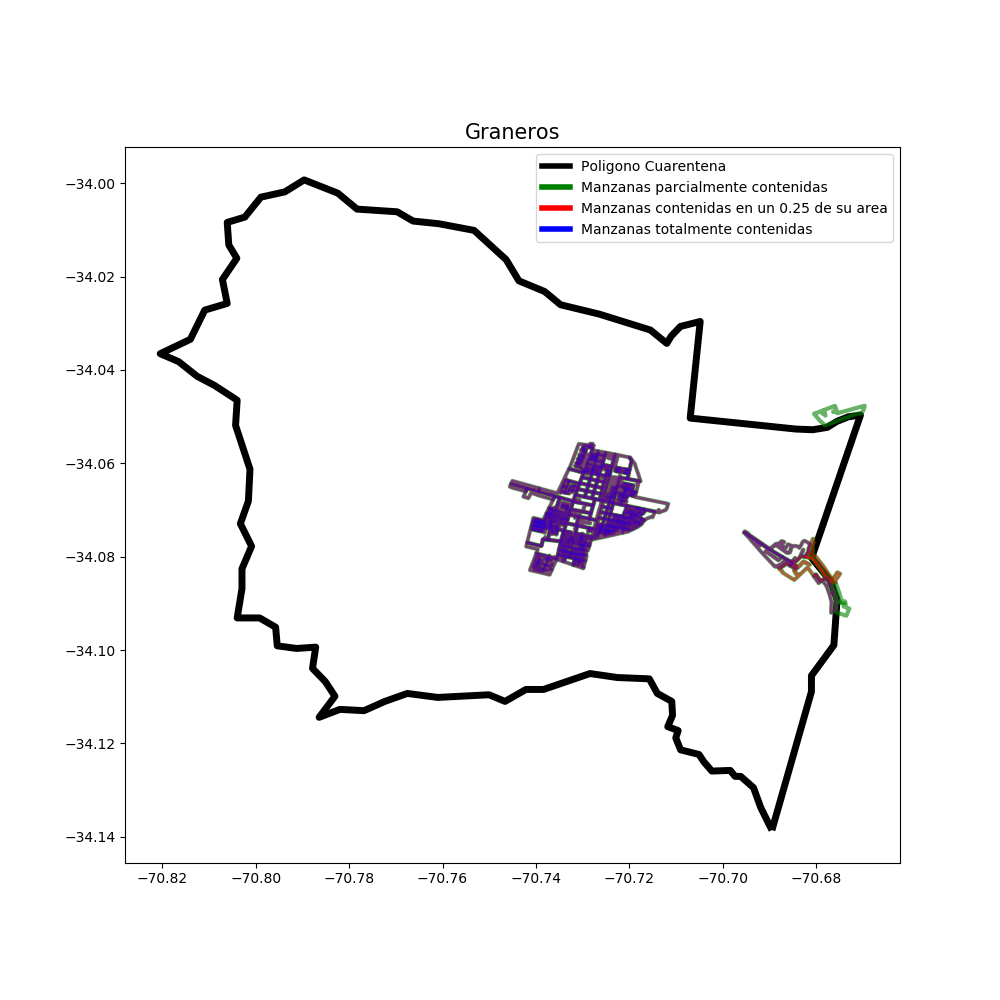 Graneros
Poligono Cuarentena
Manzanas parcialmente contenidas
Manzanas contenidas en un 0.25 de su area
Manzanas totalmente contenidas
−34.00
−34.02
−34.04
−34.06
−34.08
−34.10
−34.12
−34.14
−70.82 −70.80 −70.78 −70.76 −70.74 −70.72 −70.70 −70.68